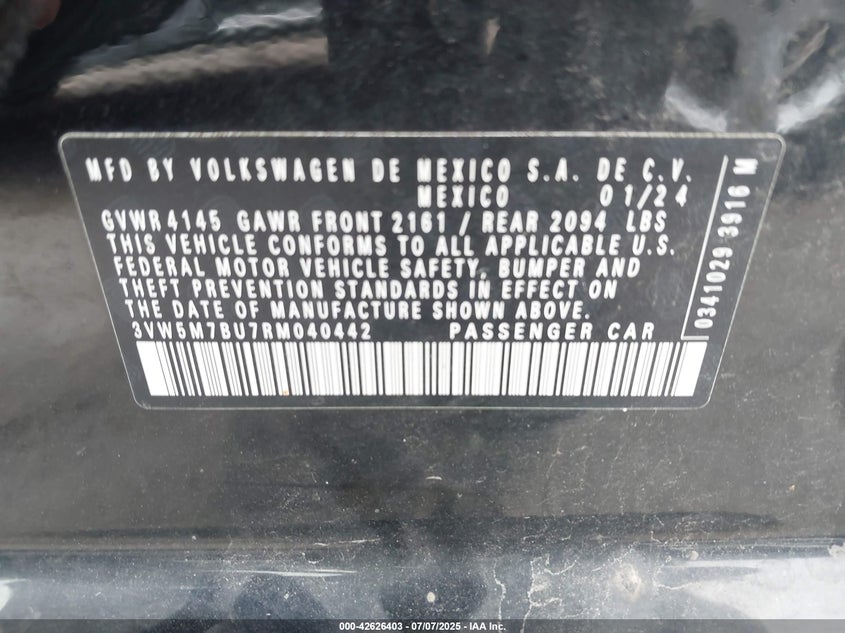 MFD BY VOLKSWAGEN DE MEXICO S.A. DE C.V.
MEXICO 01/24
GVWR 4145 GAWR FRONT 2161 / REAR 2094 LBS
THIS VEHICLE CONFORMS TO ALL APPLICABLE U.S.
FEDERAL MOTOR VEHICLE SAFETY, BUMPER AND
THEFT PREVENTION STANDARDS IN EFFECT ON
THE DATE OF MANUFACTURE SHOWN ABOVE.
3VW5M7BU7RM040442 PASSENGER CAR
0341029 3916 M
000-42626403 - 07/07/2025 - IAA Inc.